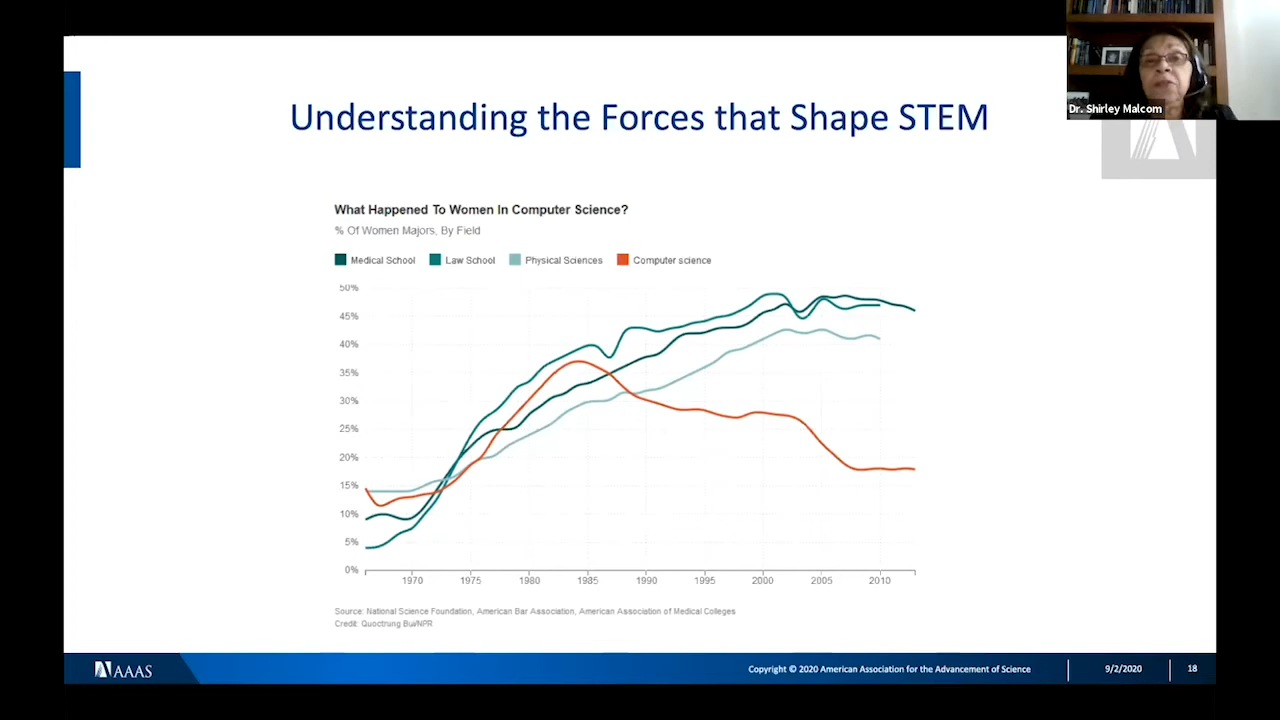 Dr. Shirley Malcom
Understanding the Forces that Shape STEM
What Happened To Women In Computer Science?
% Of Women Majors, By Field
Medical School Law School Physical Sciences Computer science
50%
45%
40%
35%
30%
25%
20%
15%
10%
5%
0%
1970 1975 1980 1985 1990 1995 2000 2005 2010
Source: National Science Foundation, American Bar Association, American Association of Medical Colleges
Credit: Quoctrung Bui/NPR
AAAS
Copyright © 2020 American Association for the Advancement of Science
9/2/2020
18